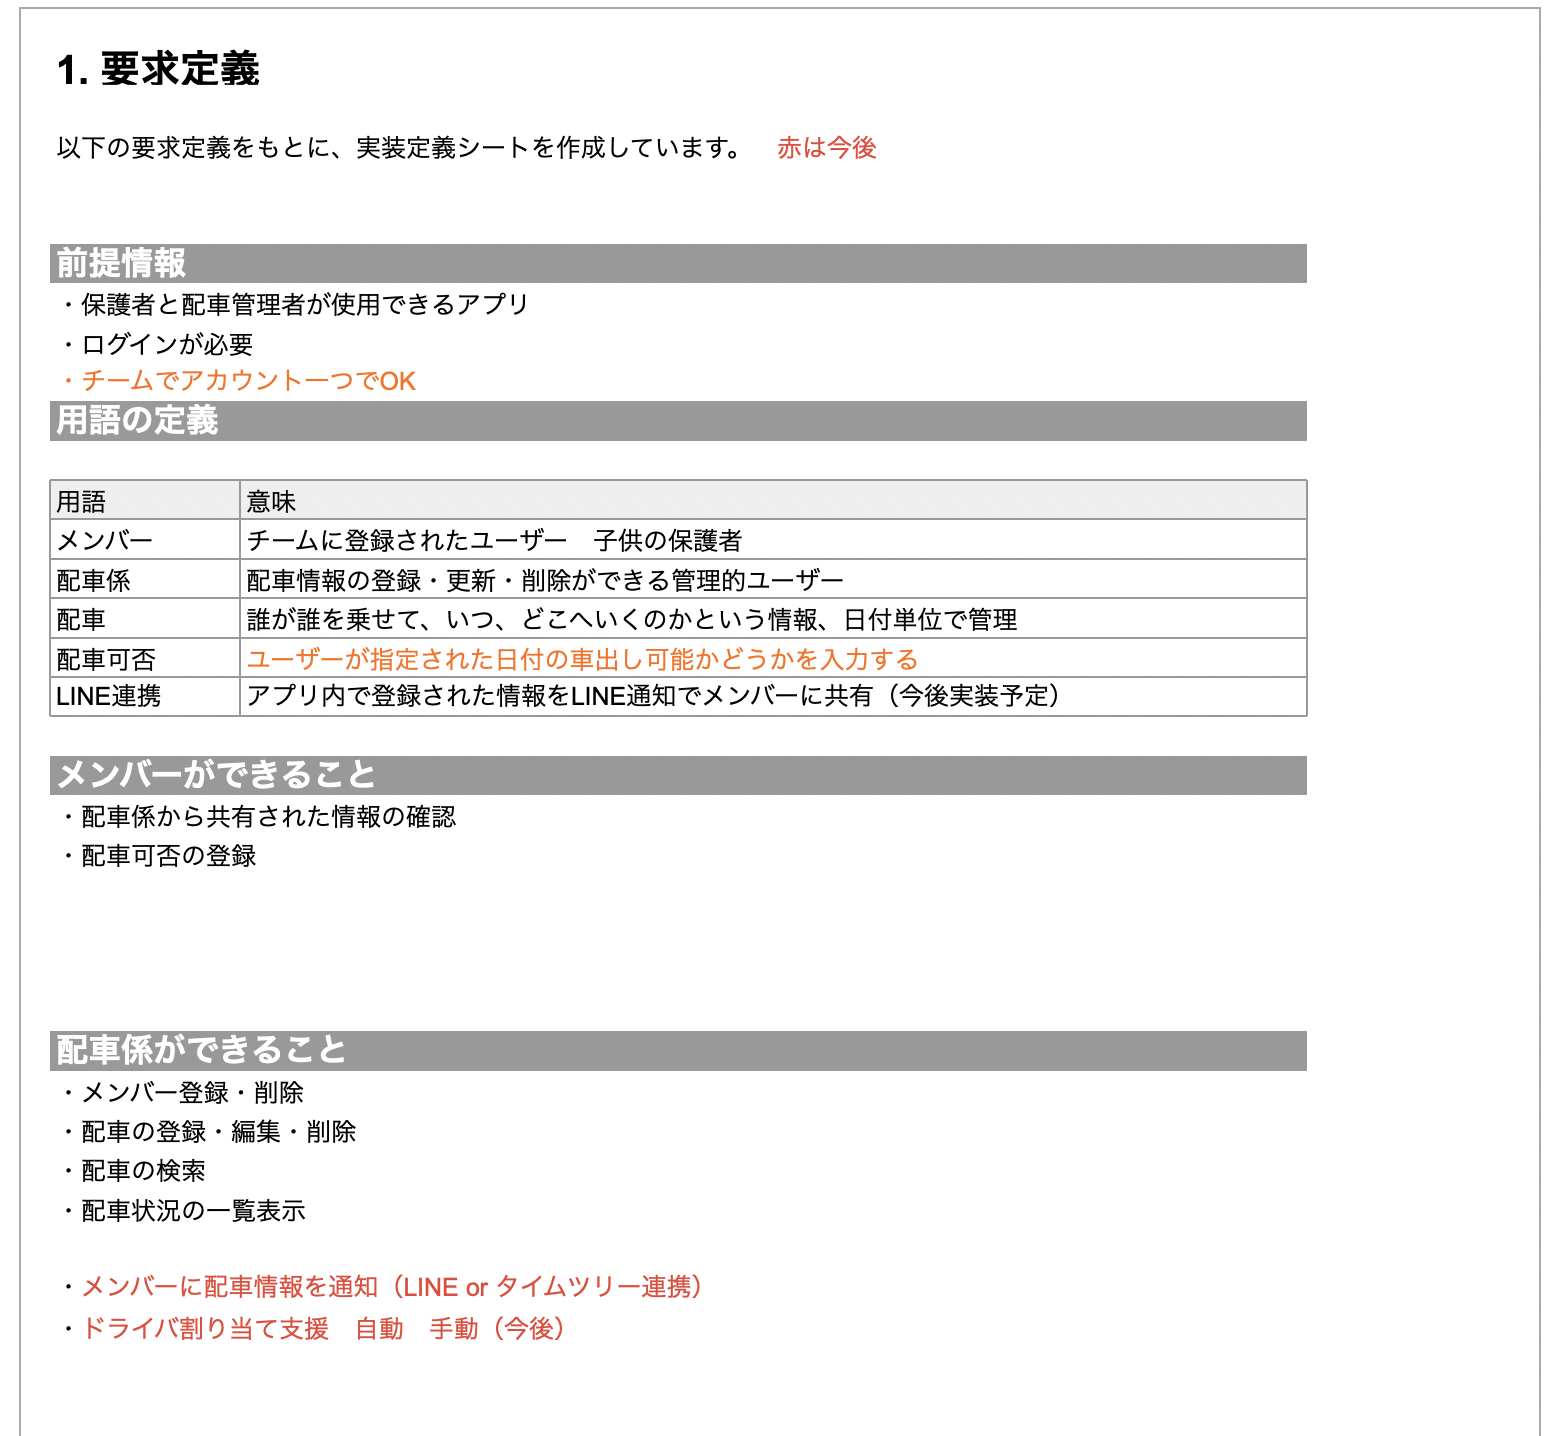 1. 要求定義
以下の要求定義をもとに、実装定義シートを作成しています。　赤は今後
前提情報
・保護者と配車管理者が使用できるアプリ
・ログインが必要
・チームでアカウント一つでOK
用語の定義
用語　意味
メンバー　チームに登録されたユーザー　子供の保護者
配車係　配車情報の登録・更新・削除ができる管理的ユーザー
配車　誰が誰を乗せて、いつ、どこへいくのかという情報、日付単位で管理
配車可否　ユーザーが指定された日付の車出し可能かどうかを入力する
LINE連携　アプリ内で登録された情報をLINE通知でメンバーに共有（今後実装予定）
メンバーができること
・配車係から共有された情報の確認
・配車可否の登録
配車係ができること
・メンバー登録・削除
・配車の登録・編集・削除
・配車の検索
・配車状況の一覧表示
・メンバーに配車情報を通知（LINE or タイムツリー連携）
・ドライバ割り当て支援　自動　手動（今後）